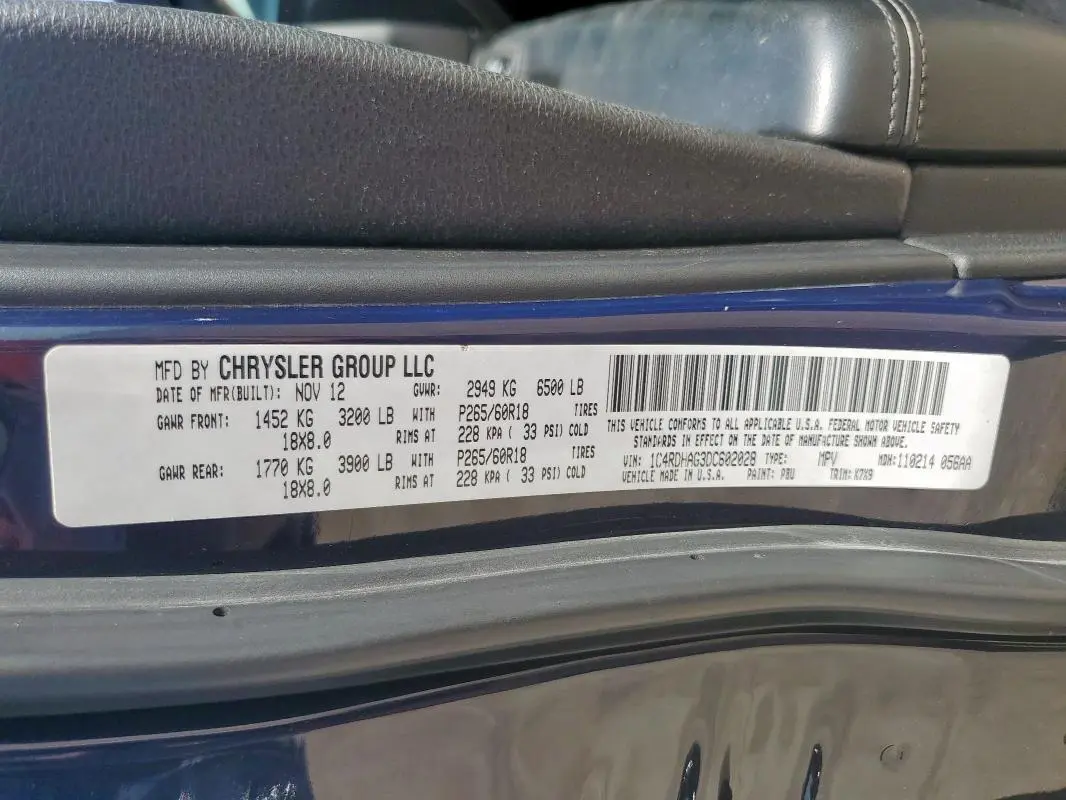 MFD BY CHRYSLER GROUP LLC
DATE OF MFR(BUILT): NOV 12 GVWR: 2949 KG 6500 LB
GAWR FRONT: 1452 KG 3200 LB WITH P265/60R18 TIRES
18X8.0 RIMS AT 228 KPA ( 33 PSI) COLD
GAWR REAR: 1770 KG 3900 LB WITH P265/60R18 TIRES
18X8.0 RIMS AT 228 KPA ( 33 PSI) COLD
THIS VEHICLE CONFORMS TO ALL APPLICABLE U.S.A. FEDERAL MOTOR VEHICLE SAFETY
STANDARDS IN EFFECT ON THE DATE OF MANUFACTURE SHOWN ABOVE.
VIN: 1C4RDHAG3DC602028 TYPE: MPV MDH: 110214 056AA
VEHICLE MADE IN U.S.A. PAINT: PBU TRIM: K7X9